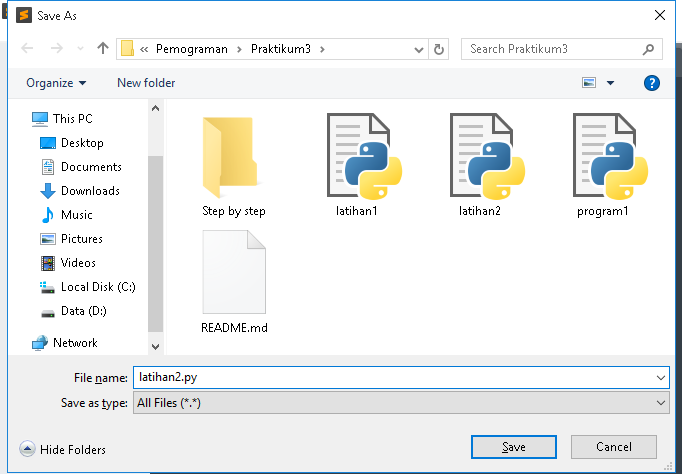 Save As
« Pemograman › Praktikum3 ›
Search Praktikum3
Organize
New folder
?
This PC
Desktop
Documents
Downloads
Music
Pictures
Videos
Local Disk (C:)
Data (D:)
Network
Step by step
latihan1
latihan2
program1
README.md
File name: latihan2.py
Save as type: All Files (*.*)
Hide Folders
Save
Cancel